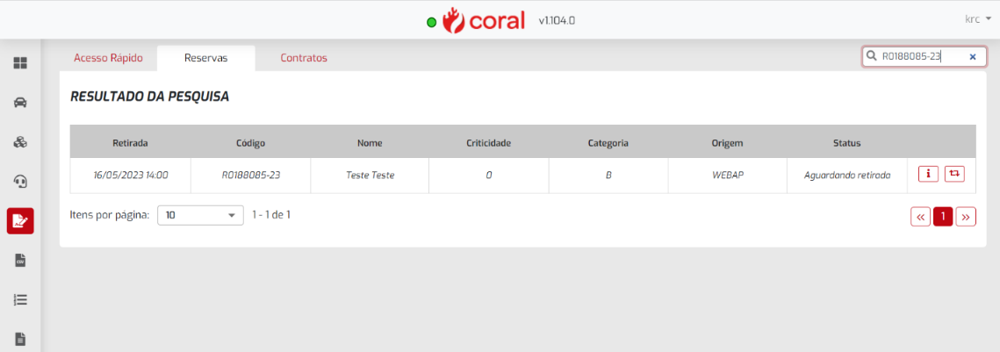 coral v1.104.0 krc
Acesso Rápido Reservas Contratos R0188085-23
RESULTADO DA PESQUISA
Retirada Código Nome Criticidade Categoria Origem Status
16/05/2023 14:00 R0188085-23 Teste Teste 0 B WEBAP Aguardando retirada
Itens por página: 10 1 - 1 de 1 « 1 »